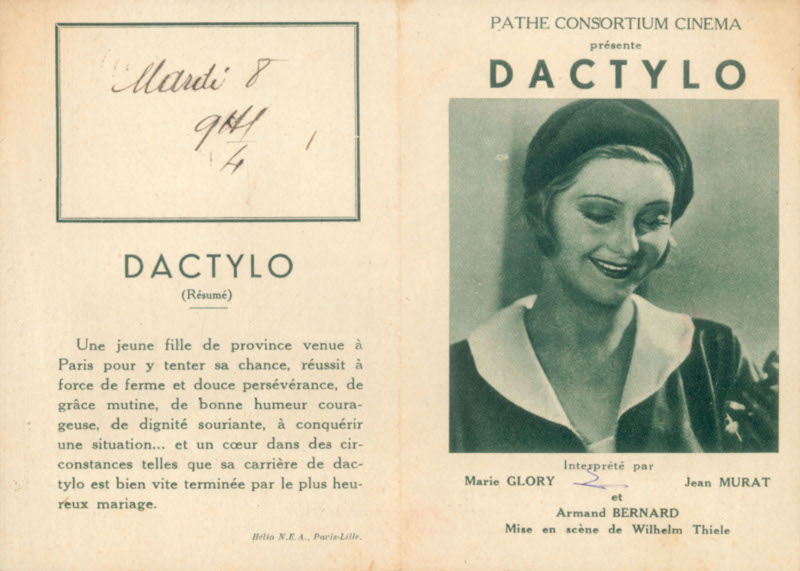 Mardi 8
9H 1/4
DACTYLO
(Résumé)
Une jeune fille de province venue à
Paris pour y tenter sa chance, réussit à
force de ferme et douce persévérance, de
grâce mutine, de bonne humeur coura-
geuse, de dignité souriante, à conquérir
une situation... et un cœur dans des cir-
constances telles que sa carrière de dac-
tylo est bien vite terminée par le plus heu-
reux mariage.
Hélio N.E.A., Paris-Lille.
PATHE CONSORTIUM CINEMA
présente
DACTYLO
Interprété par
Marie GLORY Jean MURAT
et
Armand BERNARD
Mise en scène de Wilhelm Thiele